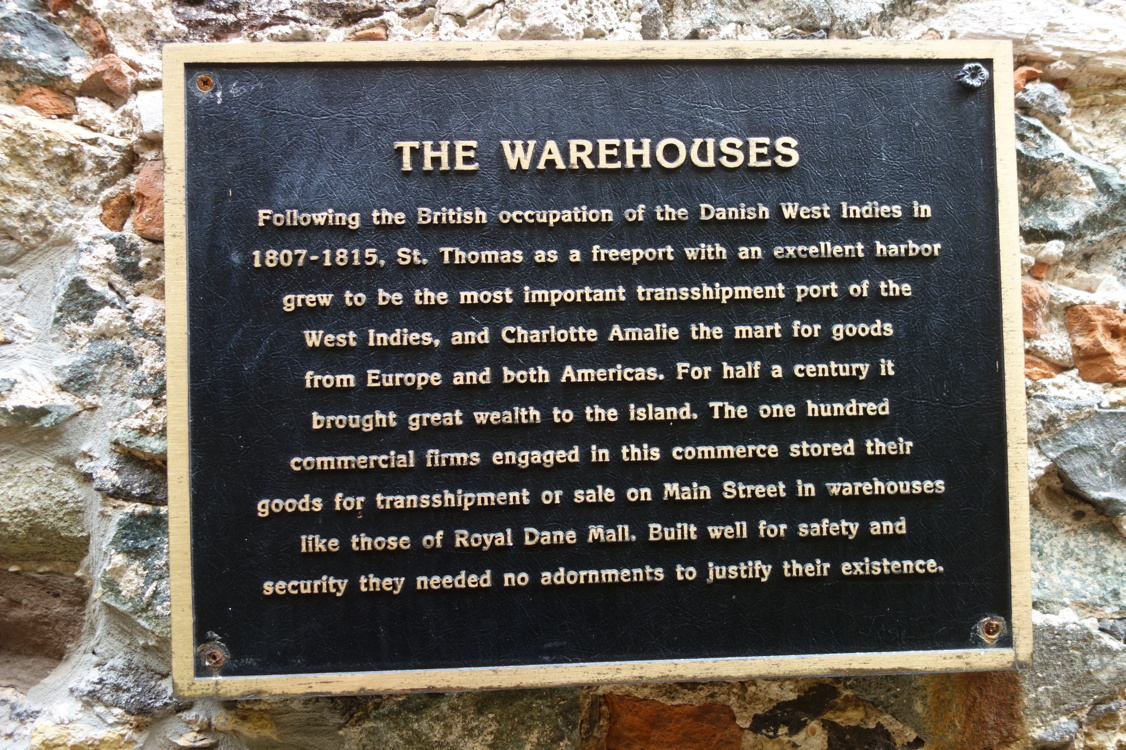 THE WAREHOUSES
Following the British occupation of the Danish West Indies in
1807-1815, St. Thomas as a freeport with an excellent harbor
grew to be the most important transshipment port of the
West Indies, and Charlotte Amalie the mart for goods
from Europe and both Americas. For half a century it
brought great wealth to the island. The one hundred
commercial firms engaged in this commerce stored their
goods for transshipment or sale on Main Street in warehouses
like those of Royal Dane Mall. Built well for safety and
security they needed no adornments to justify their existence.